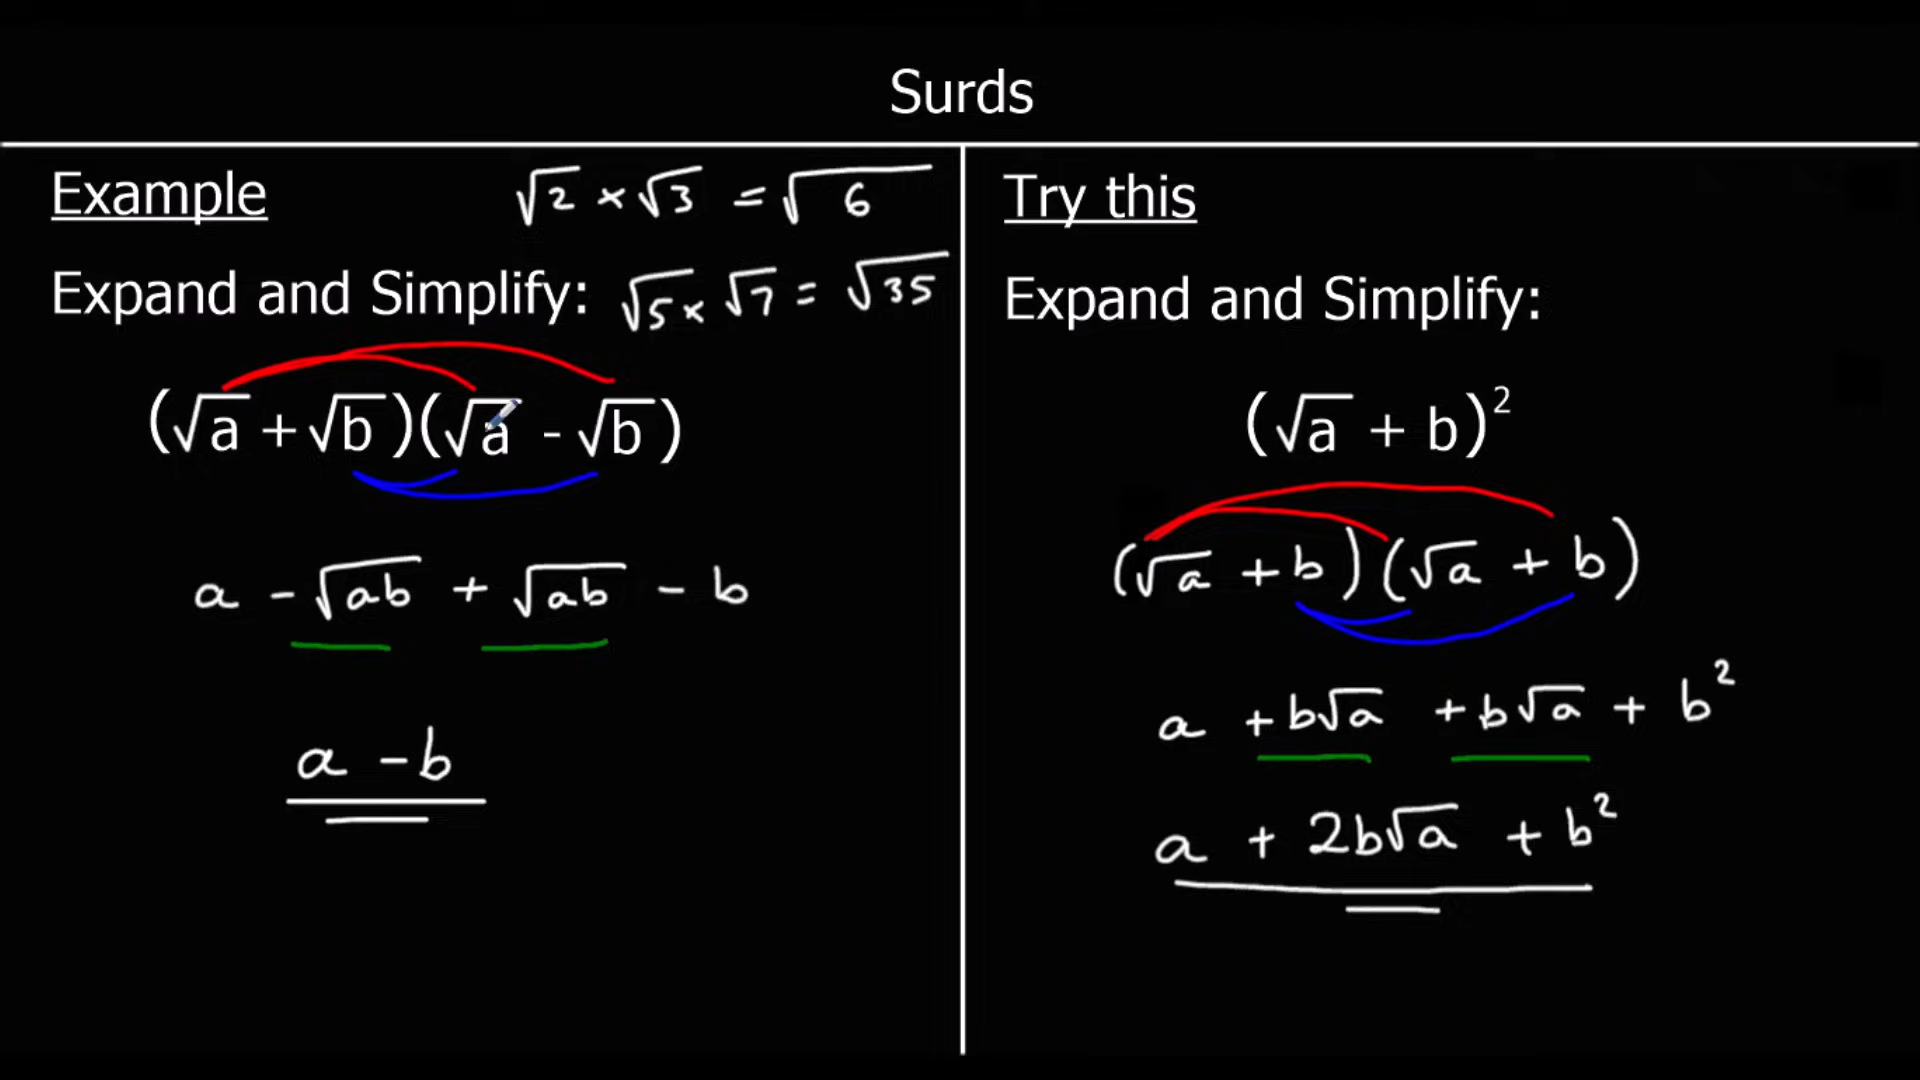 Surds
Example
√2 × √3 = √6
Expand and Simplify:
√5 × √7 = √35
(√a + √b)(√a - √b)
a - √ab + √ab - b
a - b
Try this
Expand and Simplify:
(√a + b)²
(√a + b)(√a + b)
a + b√a + b√a + b²
a + 2b√a + b²